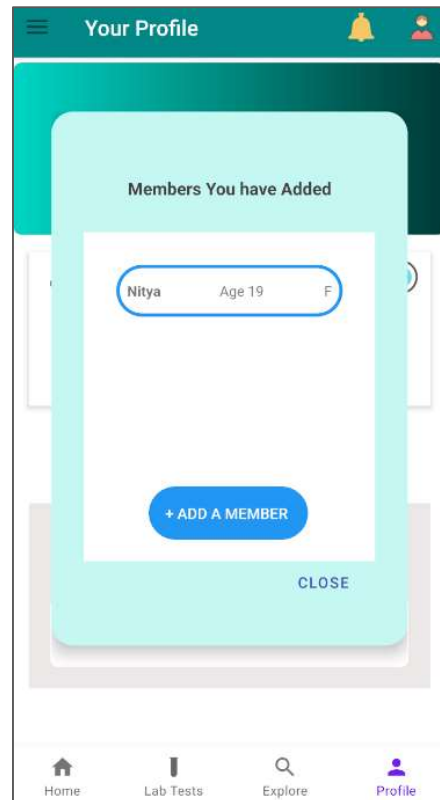 Your Profile
Members You have Added
Nitya Age 19 F
+ ADD A MEMBER
CLOSE
Home Lab Tests Explore Profile